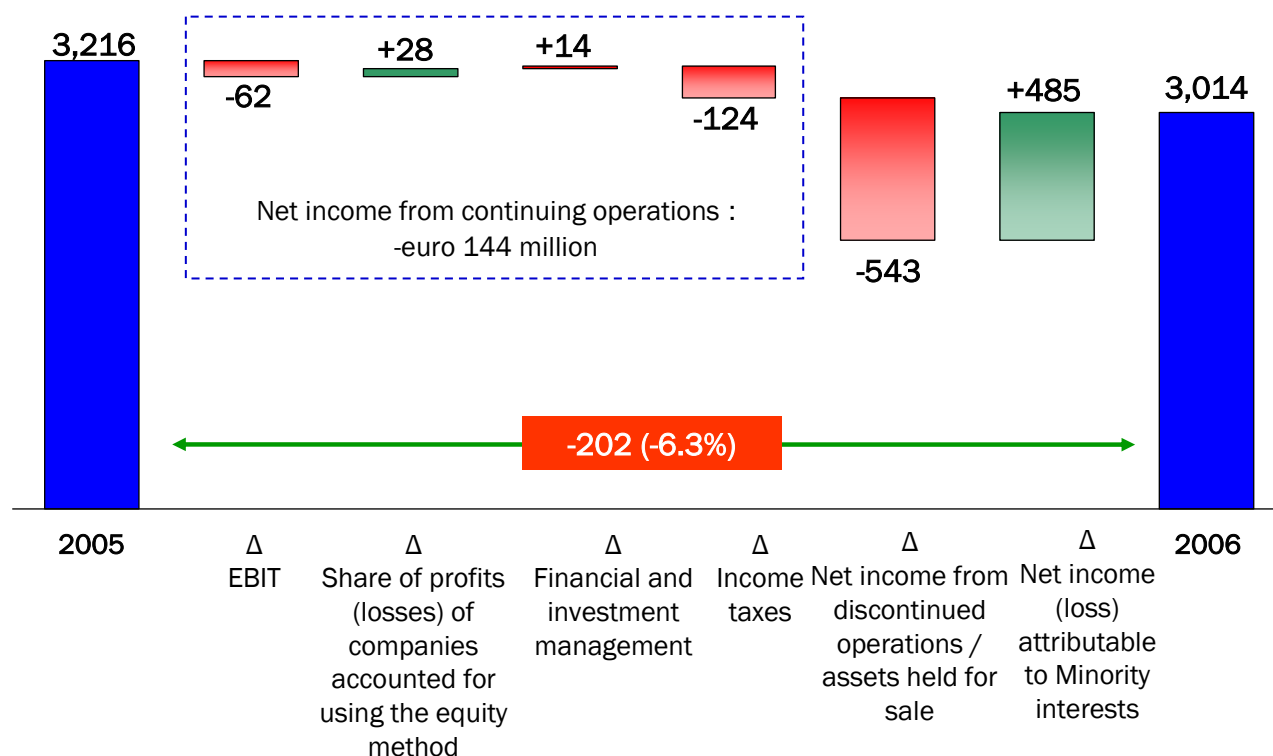 3,216
-62
+28
+14
-124
-543
+485
3,014
Net income from continuing operations :
-euro 144 million
-202 (-6.3%)
2005
Δ
EBIT
Δ
Share of profits
(losses) of
companies
accounted for
using the equity
method
Δ
Financial and
investment
management
Δ
Income
taxes
Δ
Net income from
discontinued
operations /
assets held for
sale
Δ
Net income
(loss)
attributable
to Minority
interests
2006